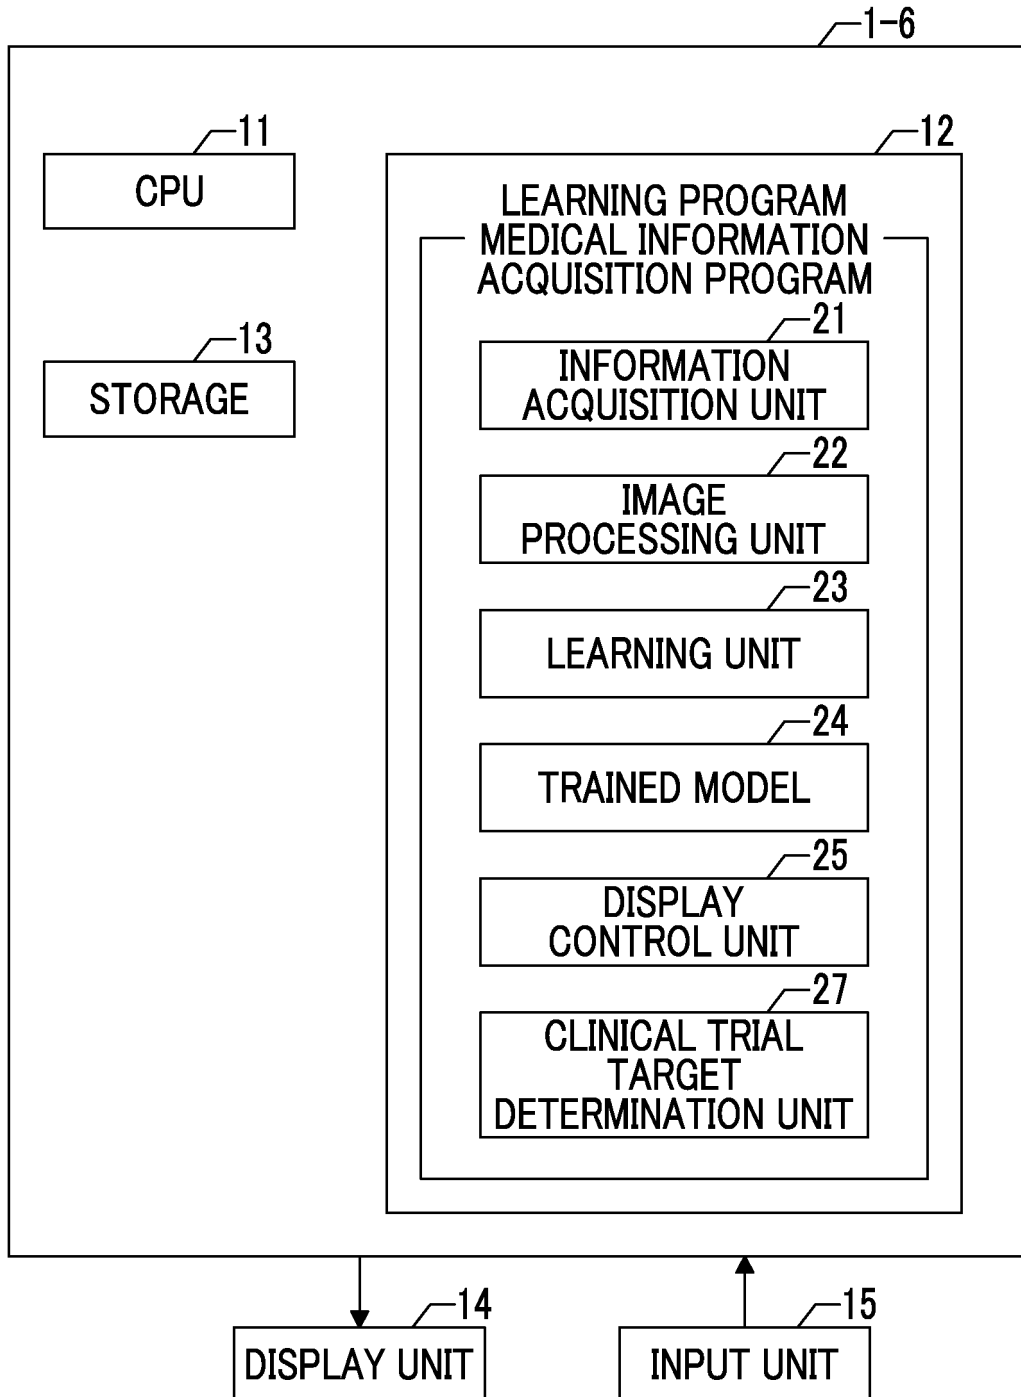 1-6
11
CPU
12
LEARNING PROGRAM
MEDICAL INFORMATION
ACQUISITION PROGRAM
13
STORAGE
21
INFORMATION
ACQUISITION UNIT
22
IMAGE
PROCESSING UNIT
23
LEARNING UNIT
24
TRAINED MODEL
25
DISPLAY
CONTROL UNIT
27
CLINICAL TRIAL
TARGET
DETERMINATION UNIT
14
DISPLAY UNIT
15
INPUT UNIT